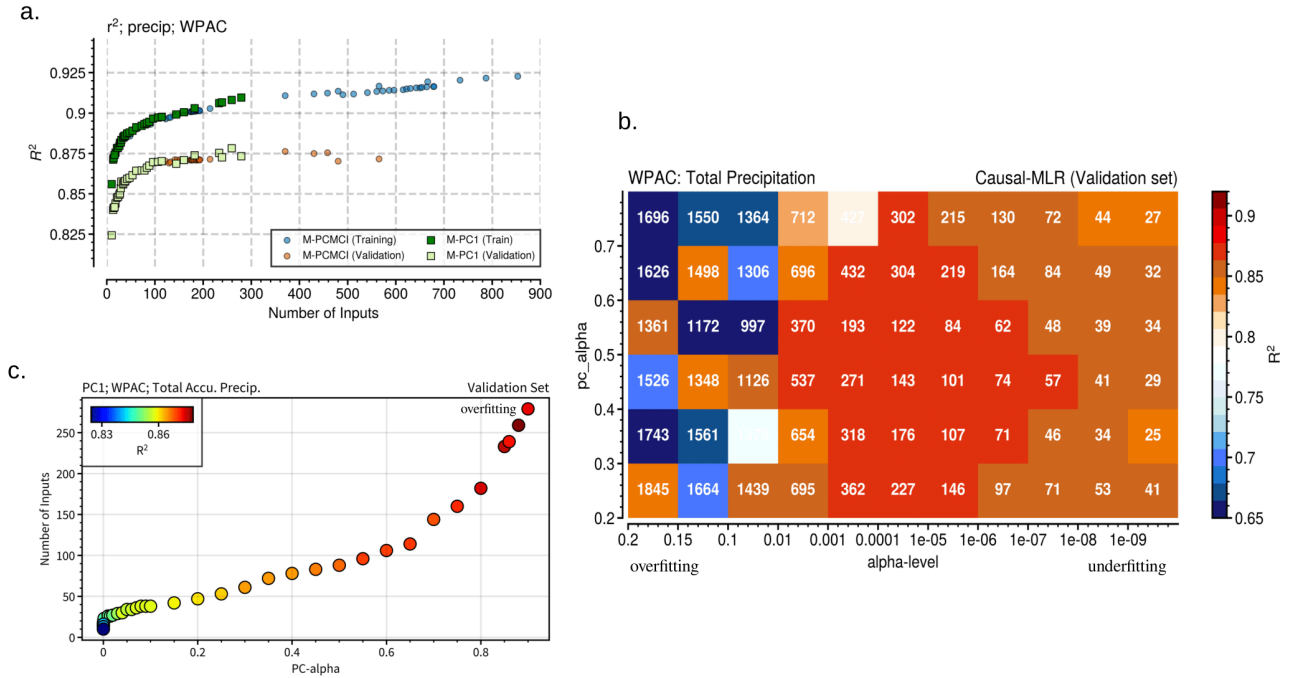 a.
r²; precip; WPAC
R²
0.925
0.9
0.875
0.85
0.825
M-PCMCI (Training)
M-PCMCI (Validation)
M-PC1 (Train)
M-PC1 (Validation)
0 100 200 300 400 500 600 700 800 900
Number of Inputs
b.
WPAC: Total Precipitation Causal-MLR (Validation set)
pc_alpha
0.7
0.6
0.5
0.4
0.3
0.2
1696 1550 1364 712 427 302 215 130 72 44 27
1626 1498 1306 696 432 304 219 164 84 49 32
1361 1172 997 370 193 122 84 62 48 39 34
1526 1348 1126 537 271 143 101 74 57 41 29
1743 1561 654 318 176 107 71 46 34 25
1845 1664 1439 695 362 227 146 97 71 53 41
0.2 0.15 0.1 0.01 0.001 0.0001 1e-05 1e-06 1e-07 1e-08 1e-09
overfitting alpha-level underfitting
0.9
0.85
0.8
0.75
0.7
0.65
R²
c.
PC1; WPAC; Total Accu. Precip. Validation Set
0.83 0.86
R²
overfitting
Number of Inputs
250
200
150
100
50
0
0 0.2 0.4 0.6 0.8
PC-alpha